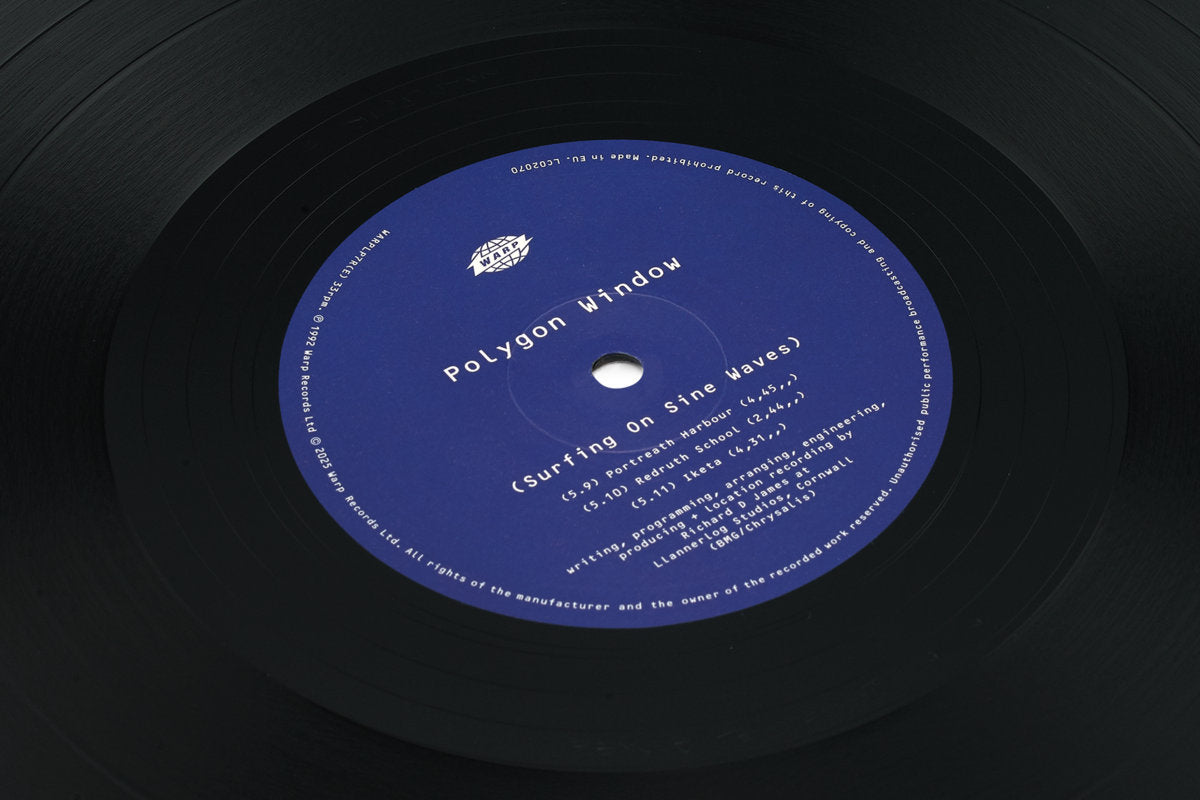 WARP
Polygon Window
(Surfing On Sine Waves)
(5.9) Portreath Harbour (4,45,,)
(5.10) Redruth School (2,44,,)
(5.11) Iketa (4,31,,)
writing, programming, arranging, engineering,
producing + location recording by
Richard D James at
Llannerlog Studios, Cornwall
(BMG/Chrysalis)
WARPLP7R(E) 33rpm. ℗ 1992 Warp Records Ltd © 2025 Warp Records Ltd. All rights of the manufacturer and the owner of the recorded work reserved. Unauthorised public performance broadcasting and copying of this record prohibited. Made in EU. LC02070